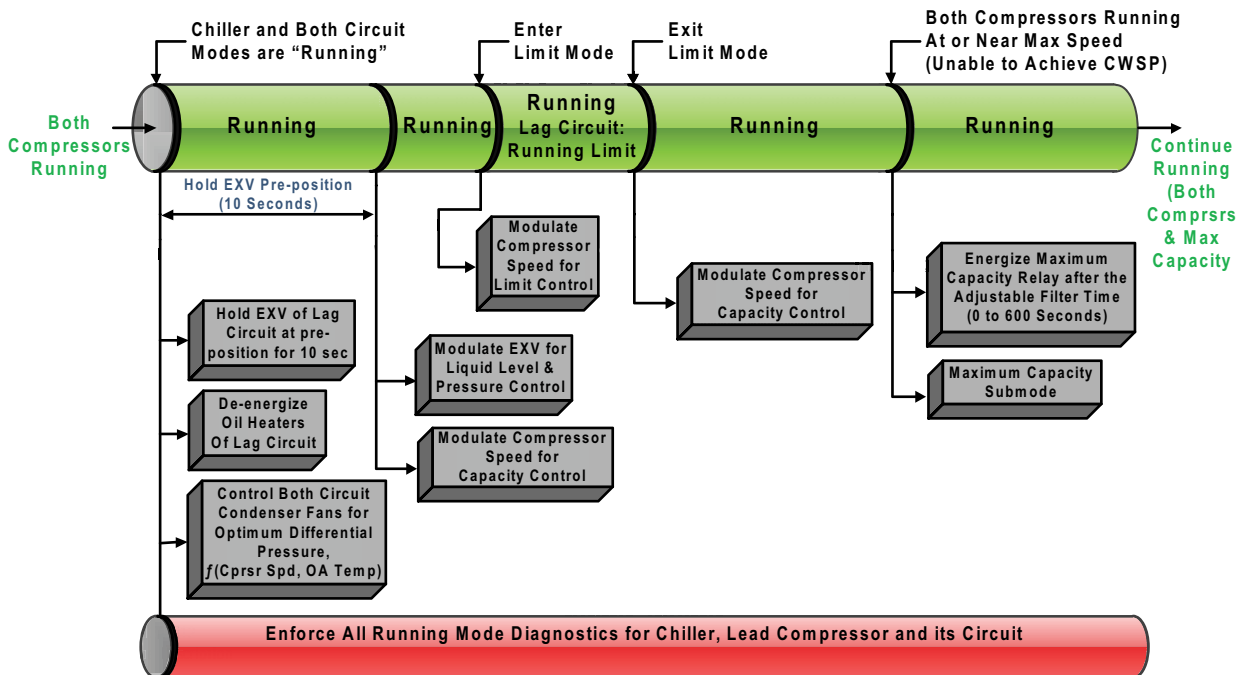 Chiller and Both Circuit
Modes are “Running”
Enter
Limit Mode
Exit
Limit Mode
Both Compressors Running
At or Near Max Speed
(Unable to Achieve CWSP)
Both
Compressors
Running
Running
Running
Running
Lag Circuit:
Running Limit
Running
Running
Continue
Running
(Both
Comprsrs
& Max
Capacity
Hold EXV Pre-position
(10 Seconds)
Modulate
Compressor
Speed for
Limit Control
Modulate Compressor
Speed for
Capacity Control
Energize Maximum
Capacity Relay after the
Adjustable Filter Time
(0 to 600 Seconds)
Hold EXV of Lag
Circuit at pre-
position for 10 sec
Modulate EXV for
Liquid Level &
Pressure Control
Maximum Capacity
Submode
De-energize
Oil Heaters
Of Lag Circuit
Modulate Compressor
Speed for
Capacity Control
Control Both Circuit
Condenser Fans for
Optimum Differential
Pressure,
ƒ(Cprsr Spd, OA Temp)
Enforce All Running Mode Diagnostics for Chiller, Lead Compressor and its Circuit